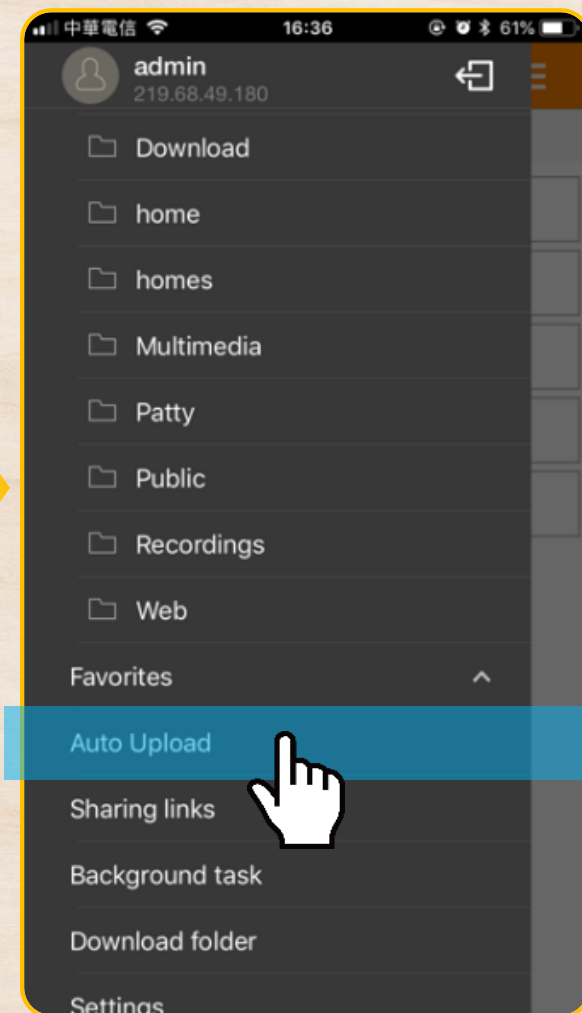 中華電信 16:36 61%
admin
219.68.49.180
Download
home
homes
Multimedia
Patty
Public
Recordings
Web
Favorites
Auto Upload
Sharing links
Background task
Download folder
Settings